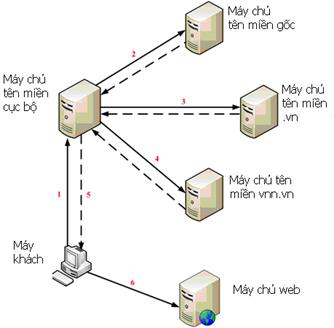 Máy chủ
tên miền gốc
2
Máy chủ
tên miền
cục bộ
3
Máy chủ
tên miền
.vn
4
Máy chủ tên
miền vnn.vn
1
5
Máy
khách
6
Máy chủ web